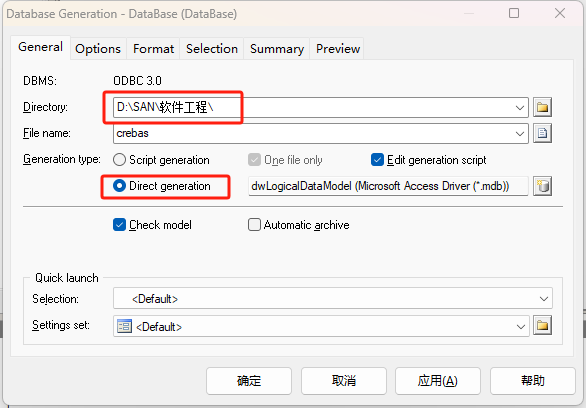 Database Generation - DataBase (DataBase)
General Options Format Selection Summary Preview
DBMS: ODBC 3.0
Directory: D:\SAN\软件工程\
File name: crebas
Generation type: Script generation One file only Edit generation script
Direct generation dwLogicalDataModel (Microsoft Access Driver (*.mdb))
Check model Automatic archive
Quick launch
Selection: <Default>
Settings set: <Default>
确定 取消 应用(A) 帮助